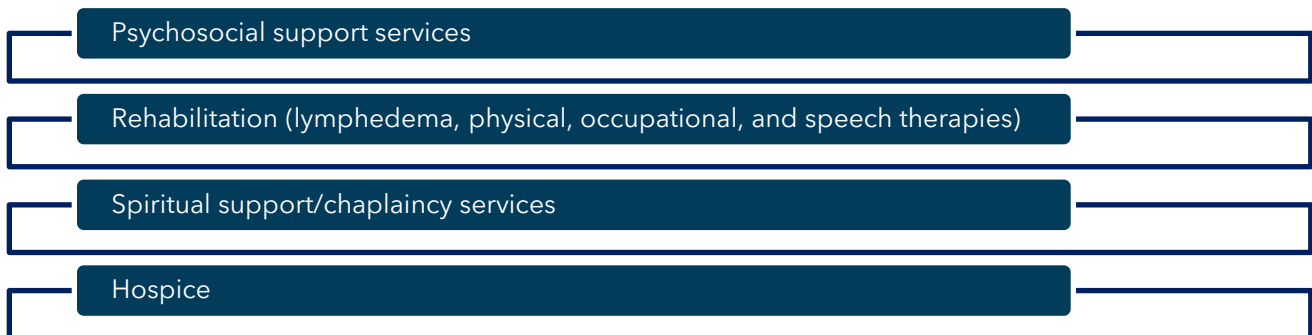 Psychosocial support services
Rehabilitation (lymphedema, physical, occupational, and speech therapies)
Spiritual support/chaplaincy services
Hospice